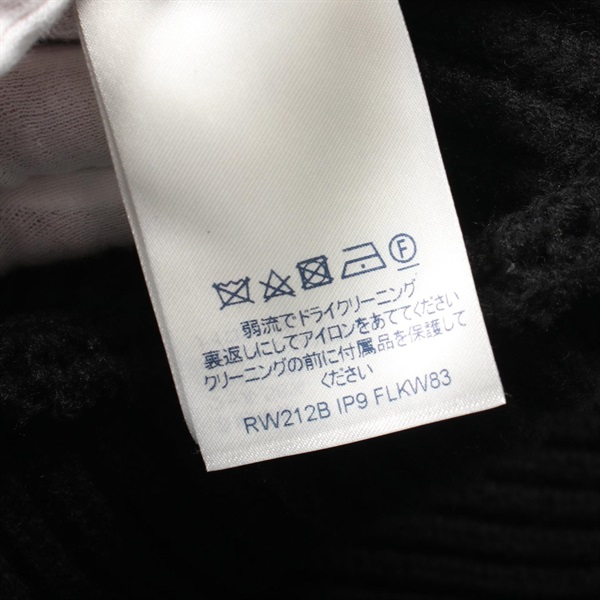 弱流でドライクリーニング
裏返しにしてアイロンをあててください
クリーニングの前に付属品を保護して
ください
RW212B IP9 FLKW83